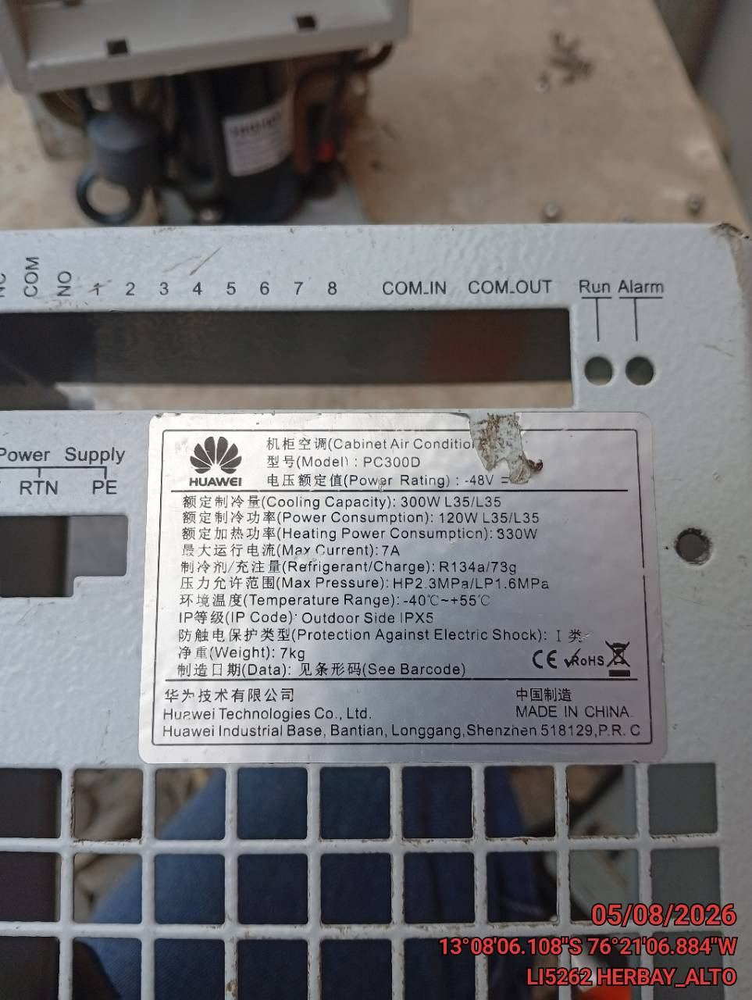 COM NO 1 2 3 4 5 6 7 8 COM-IN COM-OUT Run Alarm
Power Supply
RTN PE
HUAWEI
机柜空调(Cabinet Air Condition
型号(Model) : PC300D
电压额定值(Power Rating) : -48V =
额定制冷量(Cooling Capacity): 300W L35/L35
额定制冷功率(Power Consumption): 120W L35/L35
额定加热功率(Heating Power Consumption): 330W
最大运行电流(Max Current): 7A
制冷剂/充注量(Refrigerant/Charge): R134a/73g
压力允许范围(Max Pressure): HP2.3MPa/LP1.6MPa
环境温度(Temperature Range): -40℃~+55℃
IP等级(IP Code): Outdoor Side IPX5
防触电保护类型(Protection Against Electric Shock): I 类
净重(Weight): 7kg
制造日期(Data): 见条形码(See Barcode)
CE RoHS
华为技术有限公司
Huawei Technologies Co., Ltd.
Huawei Industrial Base, Bantian, Longgang, Shenzhen 518129, P.R. C
中国制造
MADE IN CHINA.
05/08/2026
13°08'06.108"S 76°21'06.884"W
LI5262 HERBAY_ALTO